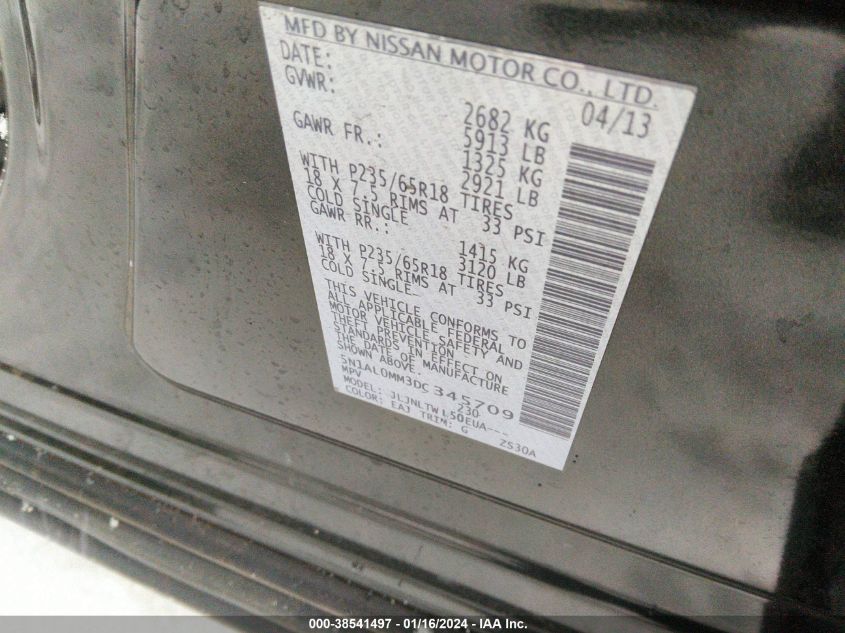 MFD BY NISSAN MOTOR CO., LTD.
DATE: 04/13
GVWR: 2682 KG
5913 LB
GAWR FR.: 1325 KG
2921 LB
WITH P235/65R18 TIRES
18 X 7.5 RIMS AT 33 PSI
COLD SINGLE
GAWR RR.: 1415 KG
3120 LB
WITH P235/65R18 TIRES
18 X 7.5 RIMS AT 33 PSI
COLD SINGLE
THIS VEHICLE CONFORMS TO
ALL APPLICABLE FEDERAL
MOTOR VEHICLE SAFETY AND
THEFT PREVENTION
STANDARDS IN EFFECT ON
THE DATE OF MANUFACTURE
SHOWN ABOVE.
5N1AL0MM3DC345709
MPV 230
MODEL: JLJNLTWL50EUA---
COLOR: EAJ TRIM: G ZS30A
000-38541497 - 01/16/2024 - IAA Inc.